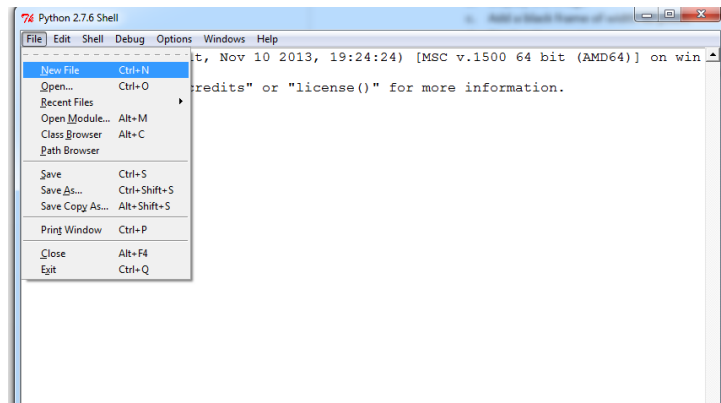 Python 2.7.6 Shell
File Edit Shell Debug Options Windows Help
t, Nov 10 2013, 19:24:24) [MSC v.1500 64 bit (AMD64)] on win
redits" or "license()" for more information.
New File Ctrl+N
Open... Ctrl+O
Recent Files
Open Module... Alt+M
Class Browser Alt+C
Path Browser
Save Ctrl+S
Save As... Ctrl+Shift+S
Save Copy As... Alt+Shift+S
Print Window Ctrl+P
Close Alt+F4
Exit Ctrl+Q